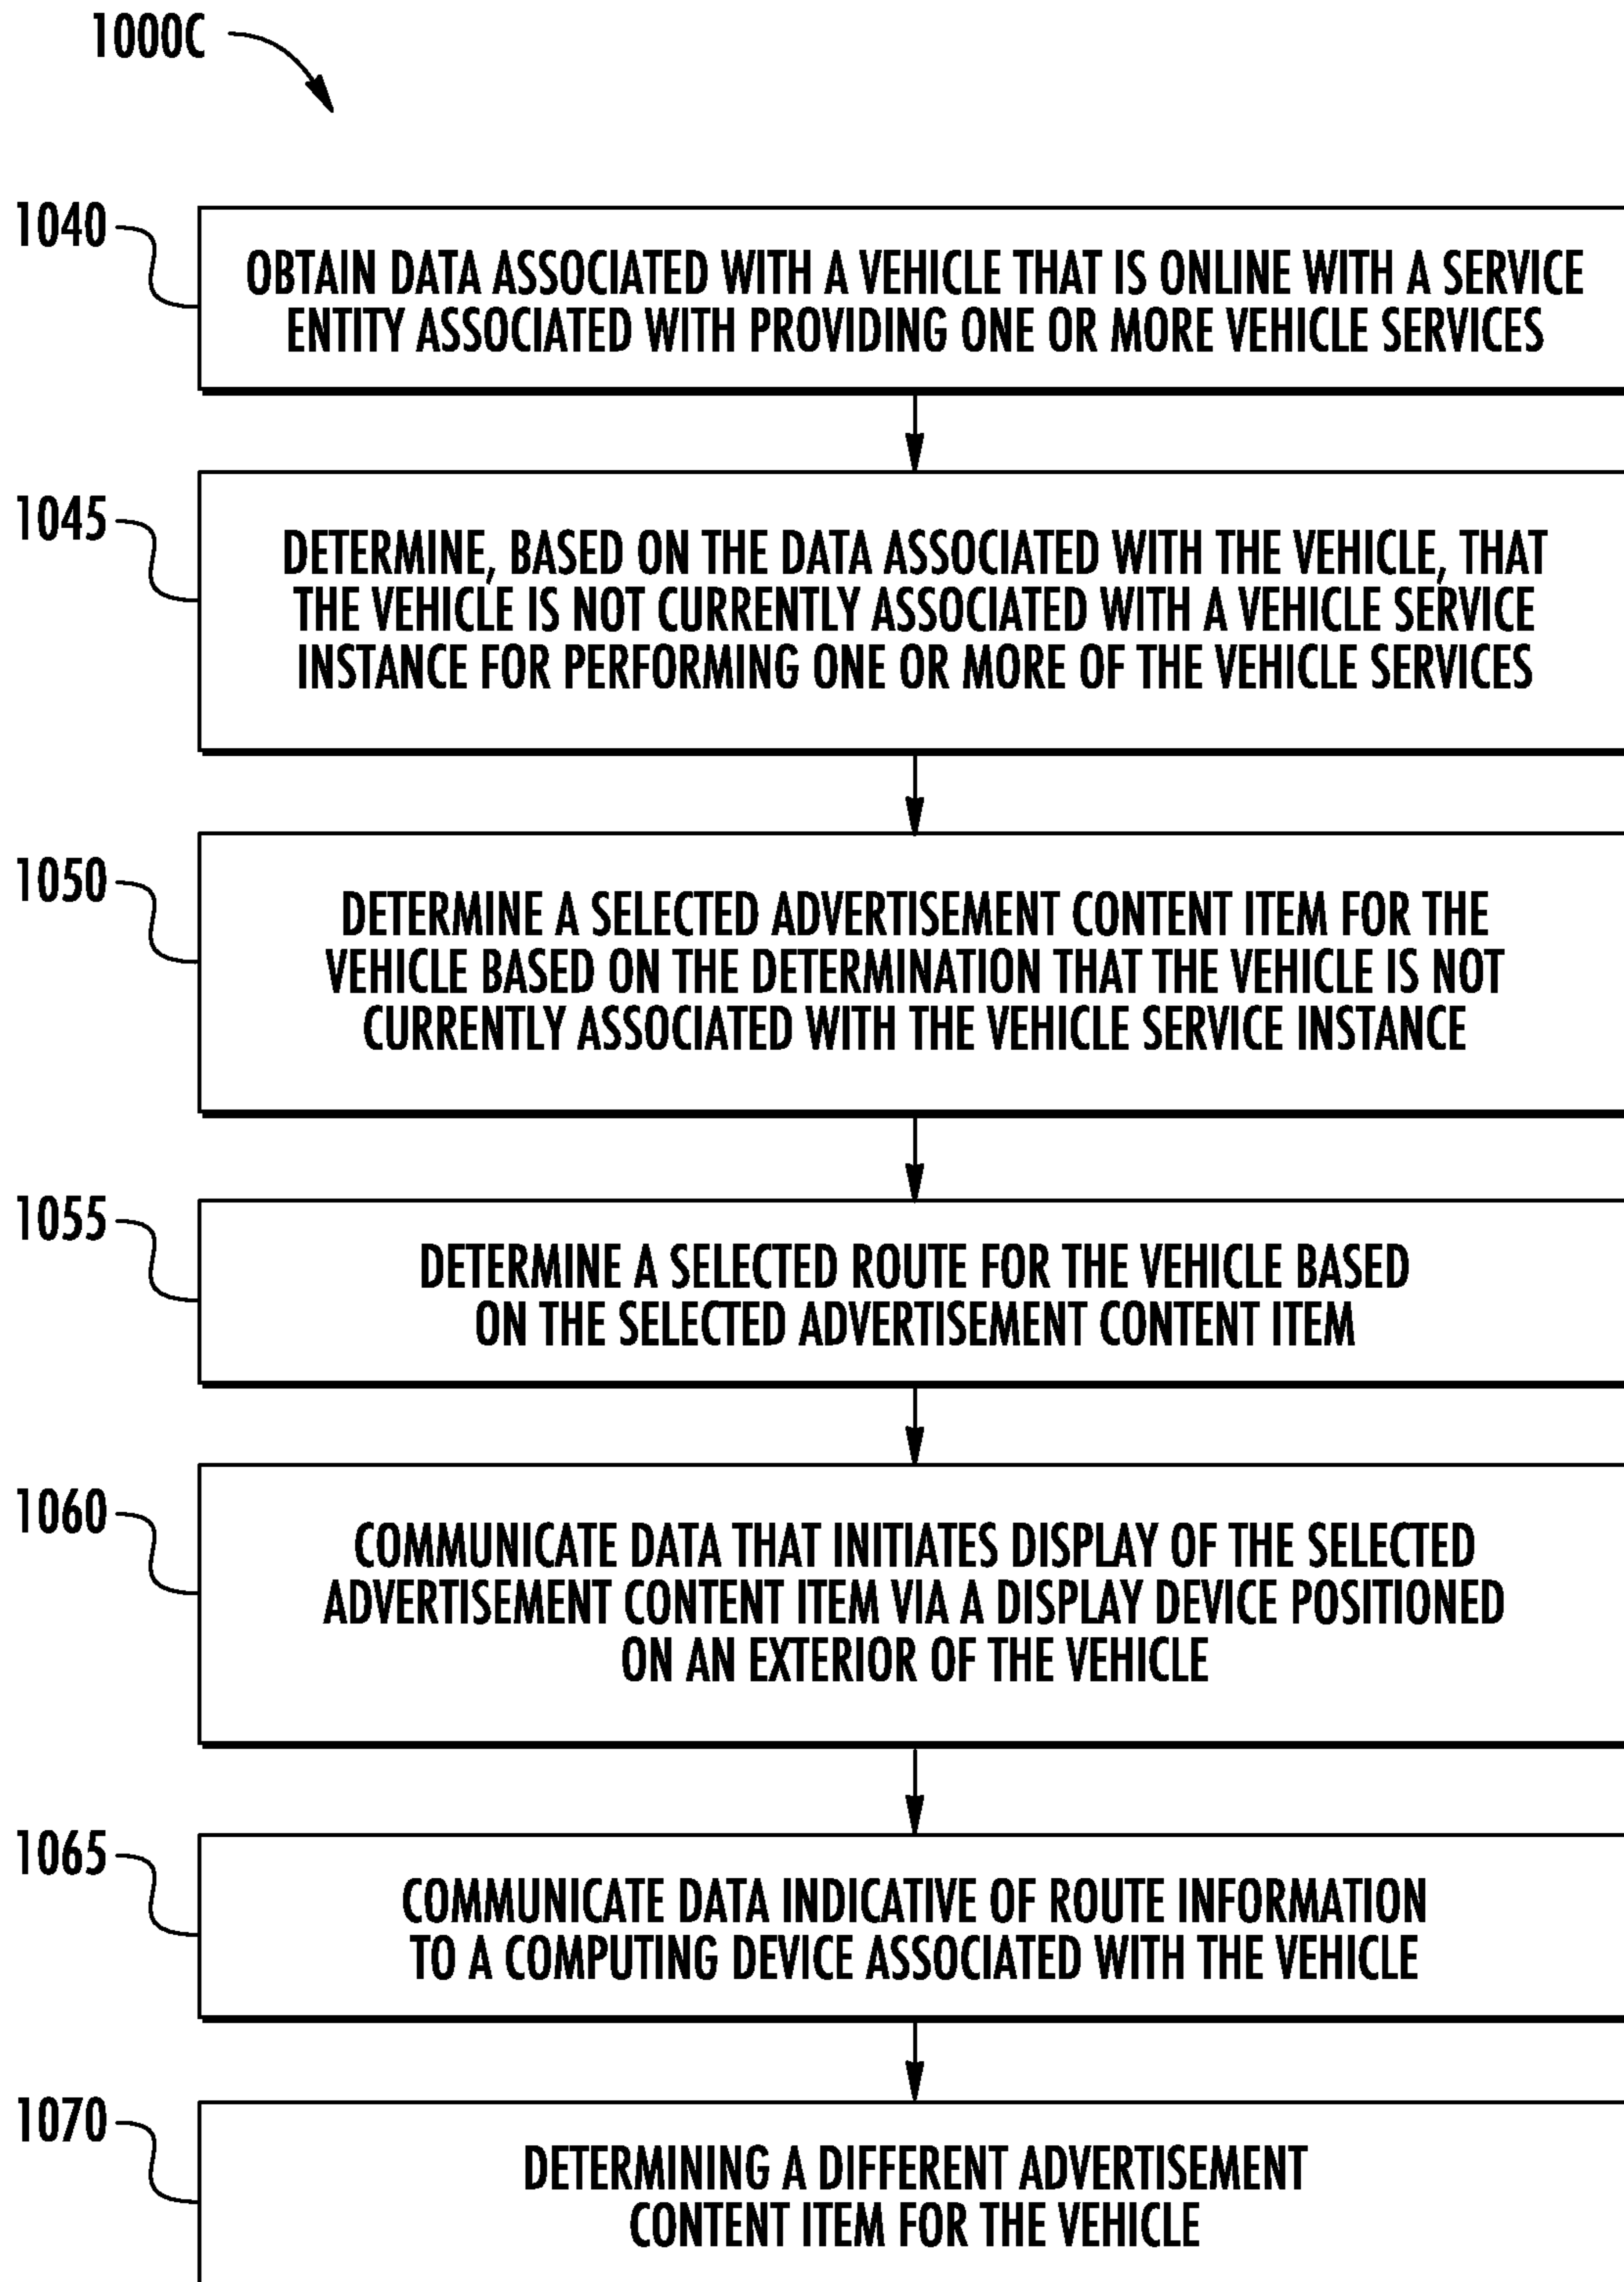 1000C
1040
OBTAIN DATA ASSOCIATED WITH A VEHICLE THAT IS ONLINE WITH A SERVICE
ENTITY ASSOCIATED WITH PROVIDING ONE OR MORE VEHICLE SERVICES
1045
DETERMINE, BASED ON THE DATA ASSOCIATED WITH THE VEHICLE, THAT
THE VEHICLE IS NOT CURRENTLY ASSOCIATED WITH A VEHICLE SERVICE
INSTANCE FOR PERFORMING ONE OR MORE OF THE VEHICLE SERVICES
1050
DETERMINE A SELECTED ADVERTISEMENT CONTENT ITEM FOR THE
VEHICLE BASED ON THE DETERMINATION THAT THE VEHICLE IS NOT
CURRENTLY ASSOCIATED WITH THE VEHICLE SERVICE INSTANCE
1055
DETERMINE A SELECTED ROUTE FOR THE VEHICLE BASED
ON THE SELECTED ADVERTISEMENT CONTENT ITEM
1060
COMMUNICATE DATA THAT INITIATES DISPLAY OF THE SELECTED
ADVERTISEMENT CONTENT ITEM VIA A DISPLAY DEVICE POSITIONED
ON AN EXTERIOR OF THE VEHICLE
1065
COMMUNICATE DATA INDICATIVE OF ROUTE INFORMATION
TO A COMPUTING DEVICE ASSOCIATED WITH THE VEHICLE
1070
DETERMINING A DIFFERENT ADVERTISEMENT
CONTENT ITEM FOR THE VEHICLE